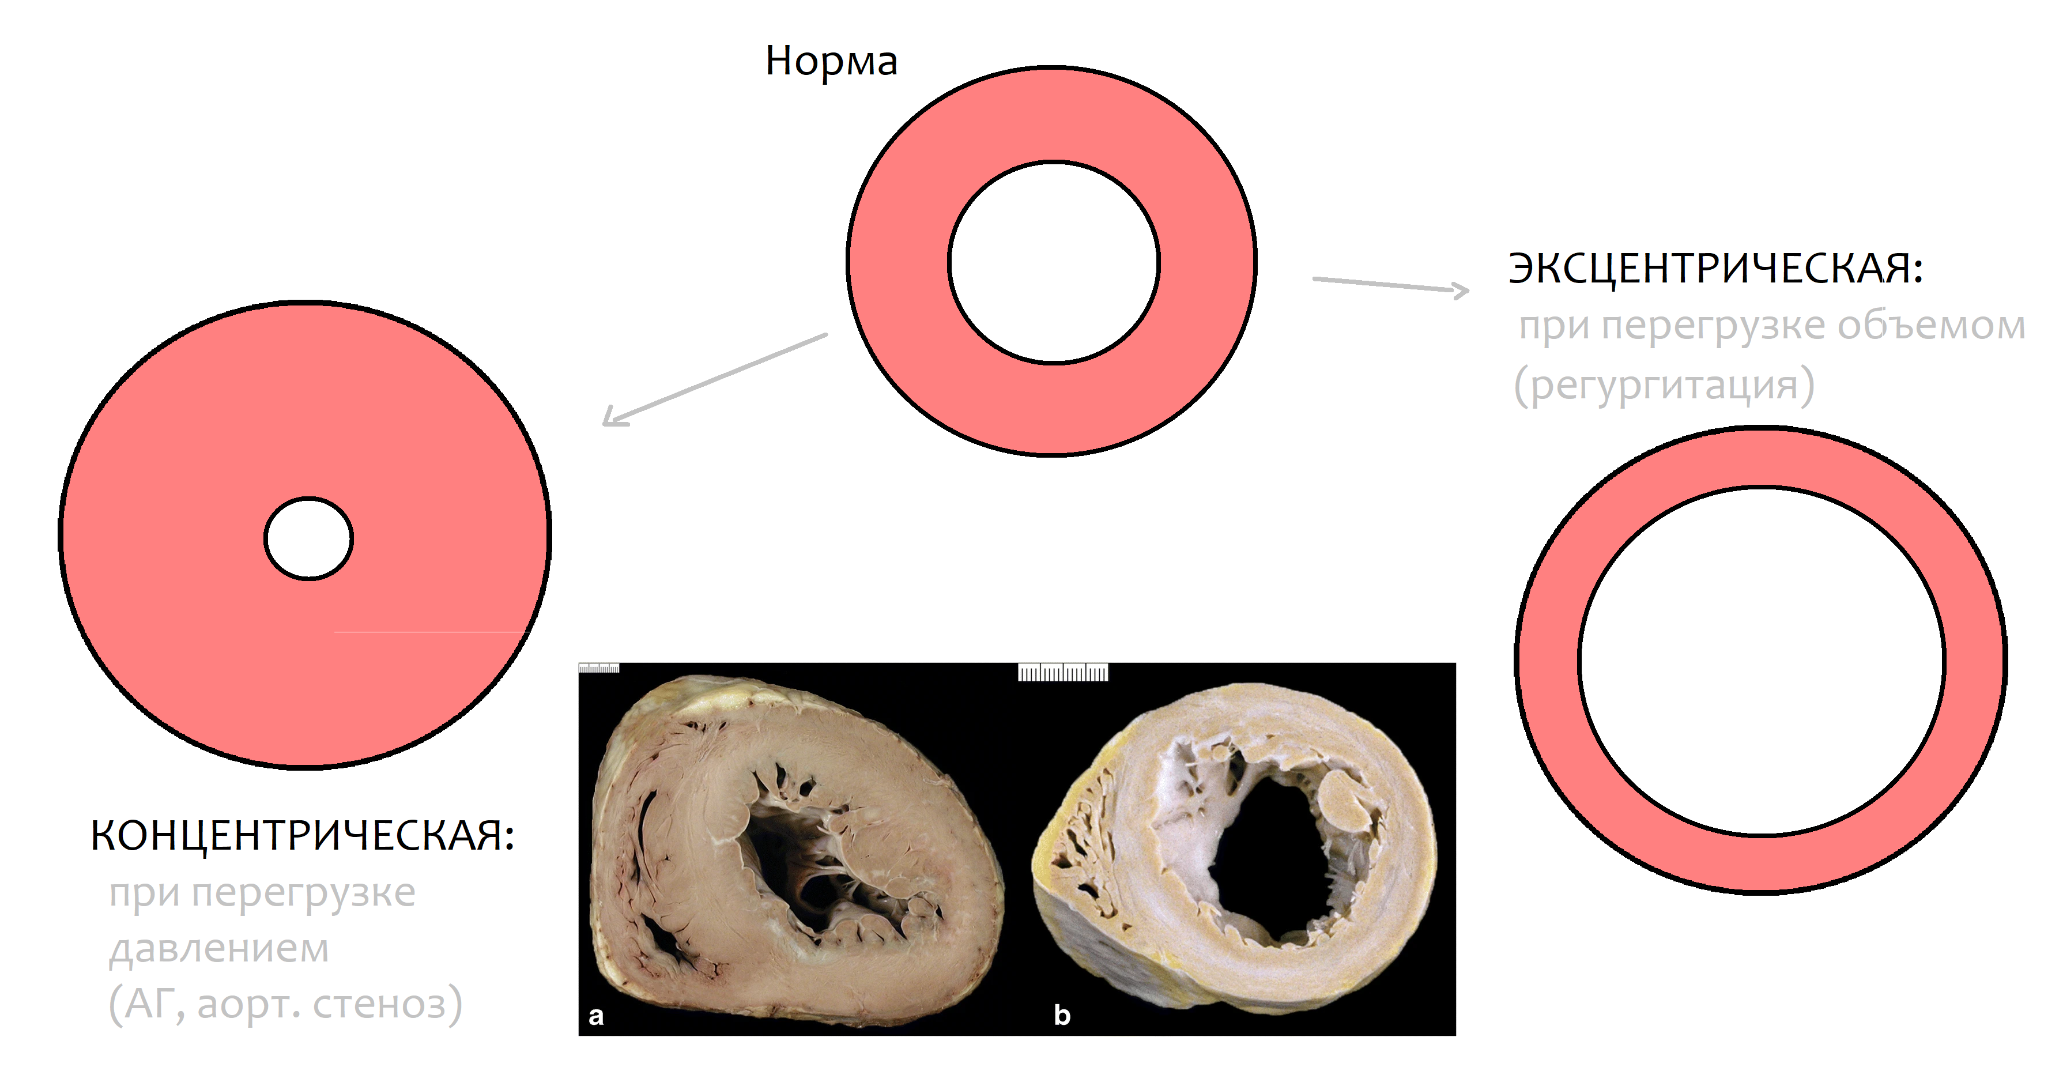 Норма
ЭКСЦЕНТРИЧЕСКАЯ:
при перегрузке объемом
(регургитация)
КОНЦЕНТРИЧЕСКАЯ:
при перегрузке
давлением
(АГ, аорт. стеноз)
a
b